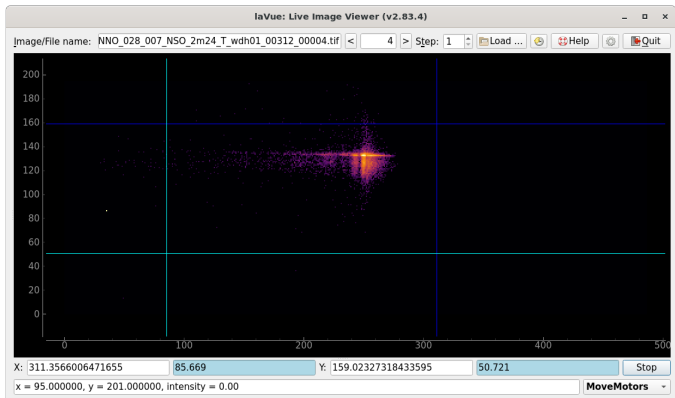 laVue: Live Image Viewer (v2.83.4)
Image/File name: NNO_028_007_NSO_2m24_T_wdh01_00312_00004.tif < 4 > Step: 1 Load ... Help Quit
200
180
160
140
120
100
80
60
40
20
0
0 100 200 300 400 500
X: 311.3566006471655 85.669 Y: 159.02327318433595 50.721 Stop
x = 95.000000, y = 201.000000, intensity = 0.00 MoveMotors